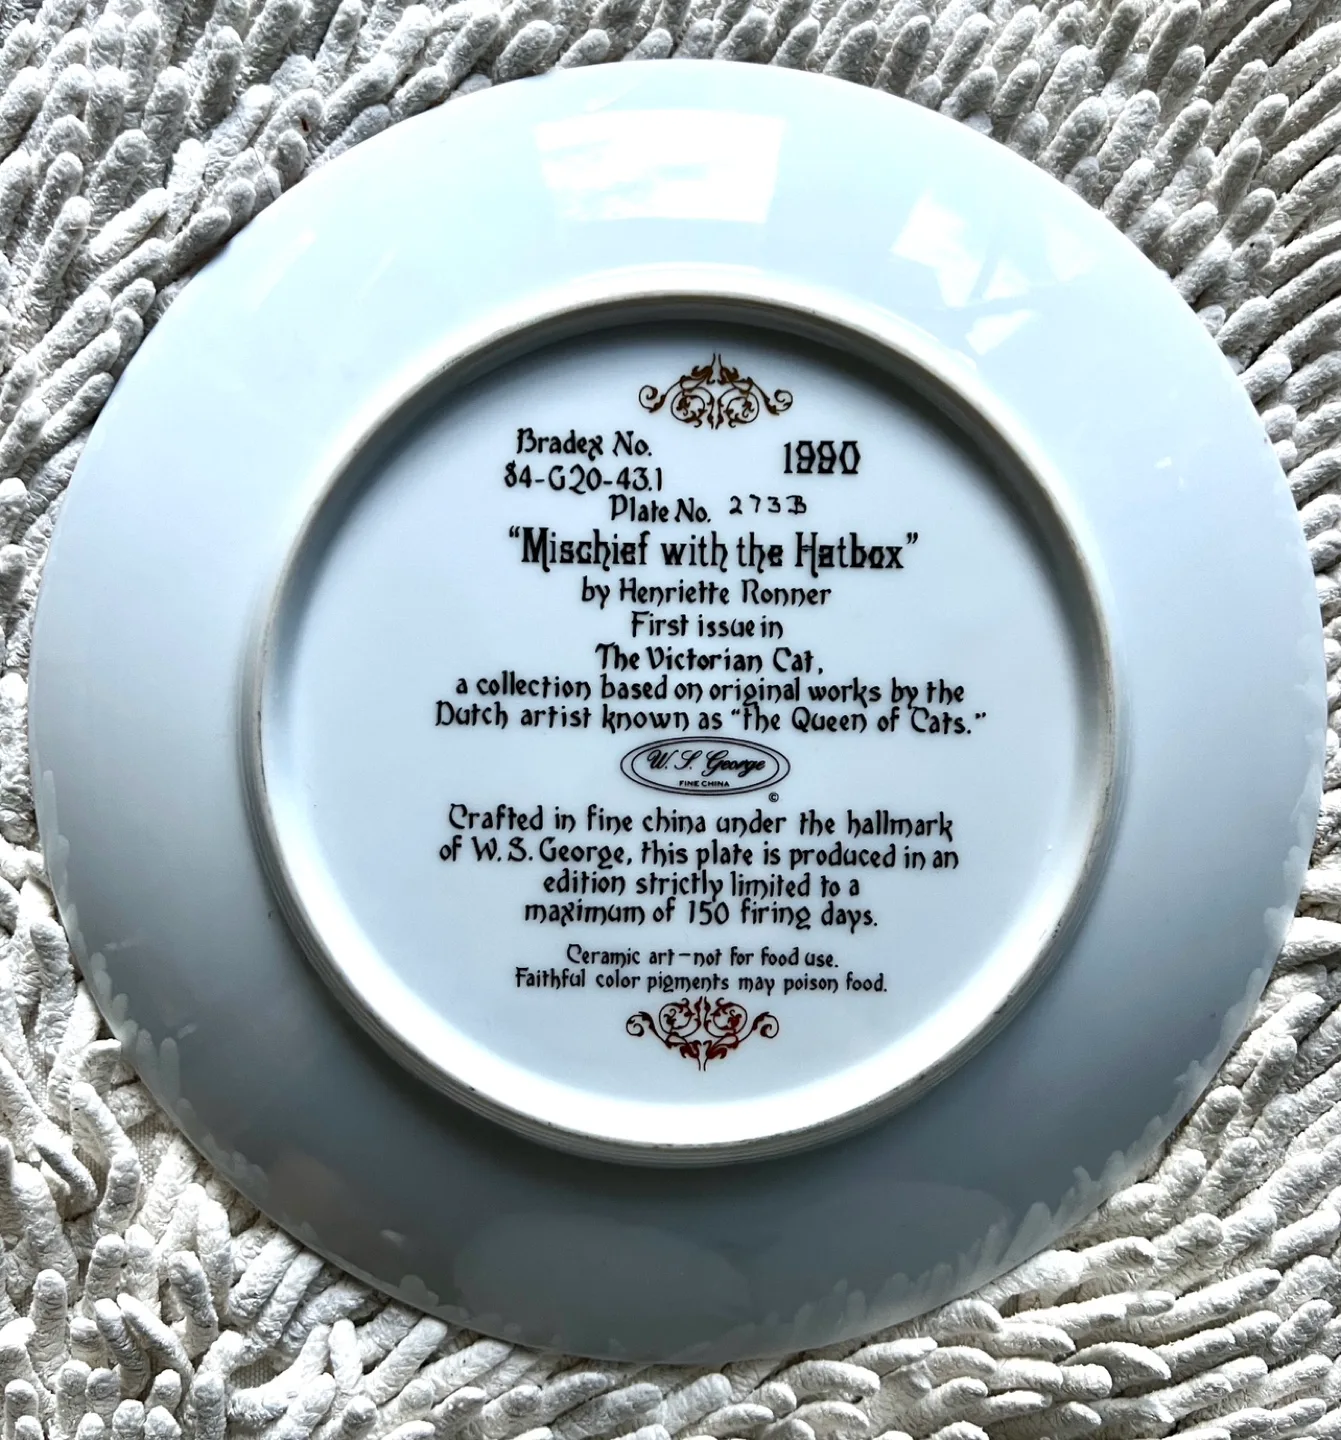 Bradex No.
84-G20-43.1
1990
Plate No. 273B
"Mischief with the Hatbox"
by Henriette Ronner
First issue in
The Victorian Cat,
a collection based on original works by the
Dutch artist known as "the Queen of Cats."
W. S. George
FINE CHINA
©
Crafted in fine china under the hallmark
of W. S. George, this plate is produced in an
edition strictly limited to a
maximum of 150 firing days.
Ceramic art—not for food use.
Faithful color pigments may poison food.